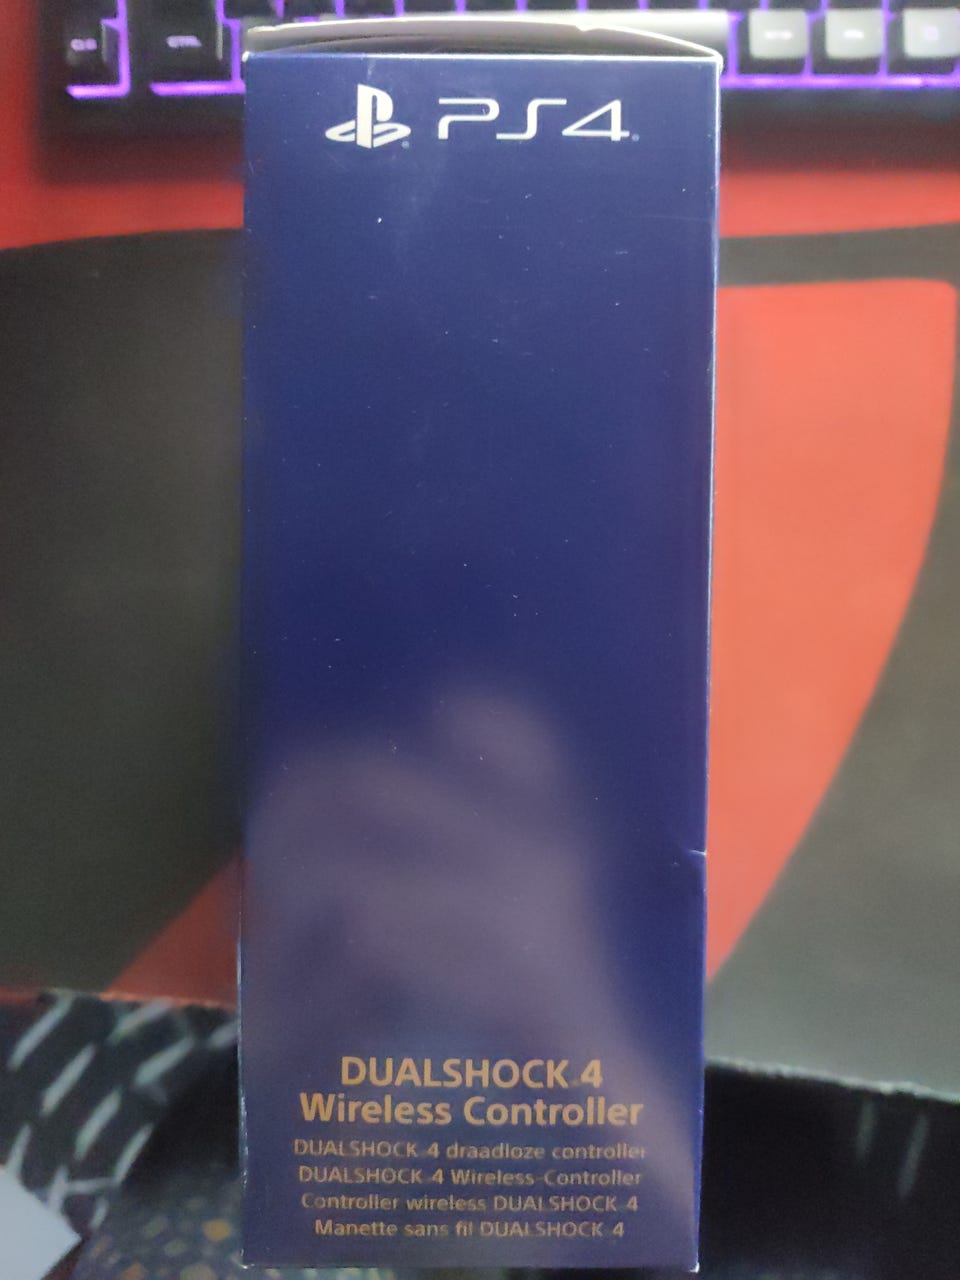 PS4
DUALSHOCK 4
Wireless Controller
DUALSHOCK 4 draadloze controller
DUALSHOCK 4 Wireless-Controller
Controller wireless DUALSHOCK 4
Manette sans fil DUALSHOCK 4